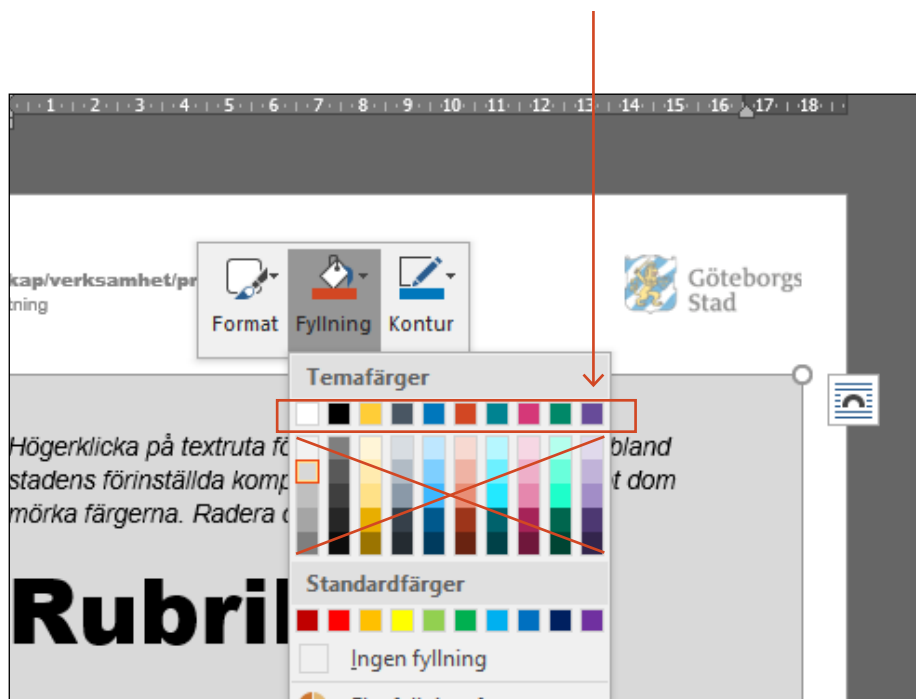 1 2 3 4 5 6 7 8 9 10 11 12 13 14 15 16 17 18
kap/verksamhet/pr
tning
Format Fyllning Kontur
Göteborgs
Stad
Temafärger
Högerklicka på textruta fö
bland
stadens förinställda komp
t dom
mörka färgerna. Radera
Rubri
Standardfärger
Ingen fyllning